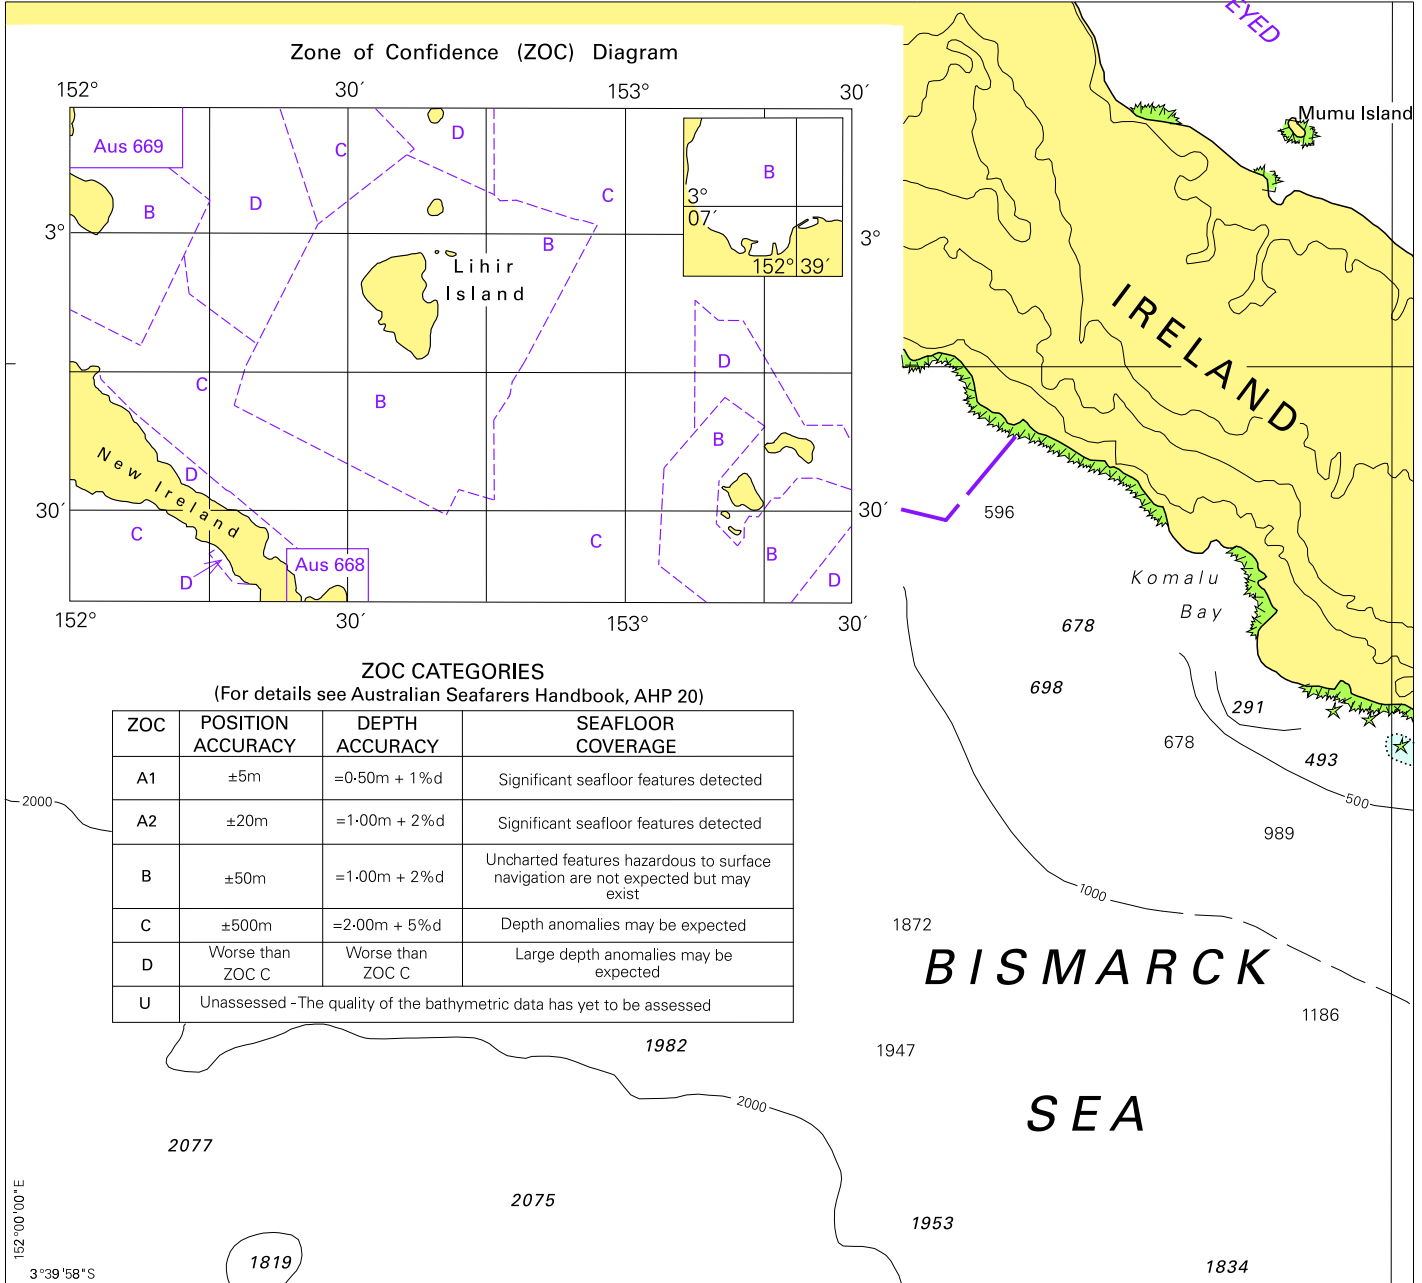 EYED
Zone of Confidence (ZOC) Diagram
152°
30′
153°
30′
Mumu Island
Aus 669
C
D
B
D
C
B
3°
07′
152° 39′
B
3°
3°
B
Lihir
Island
IRELAND
D
C
B
B
New Ireland
D
30′
30′
596
C
C
B
D
Aus 668
D
Komalu
Bay
152°
30′
153°
30′
678
698
291
678
493
500
ZOC CATEGORIES
(For details see Australian Seafarers Handbook, AHP 20)
ZOC POSITION ACCURACY DEPTH ACCURACY SEAFLOOR COVERAGE
A1 ±5m =0·50m + 1%d Significant seafloor features detected
A2 ±20m =1·00m + 2%d Significant seafloor features detected
B ±50m =1·00m + 2%d Uncharted features hazardous to surface
navigation are not expected but may
exist
C ±500m =2·00m + 5%d Depth anomalies may be expected
D Worse than ZOC C Worse than ZOC C Large depth anomalies may be
expected
U Unassessed - The quality of the bathymetric data has yet to be assessed
2000
989
1000
1872
BISMARCK
1186
1982
1947
2000
SEA
2077
2075
1953
1819
1834
152°00′00″E
3°39′58″S